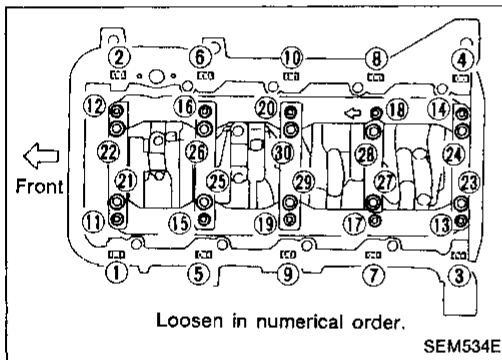 2 6 10 8 4
12 16 20 18 14
22 26 30 28 24
Front
21 25 29 27 23
11 15 19 17 13
1 5 9 7 3
Loosen in numerical order.
SEM534E